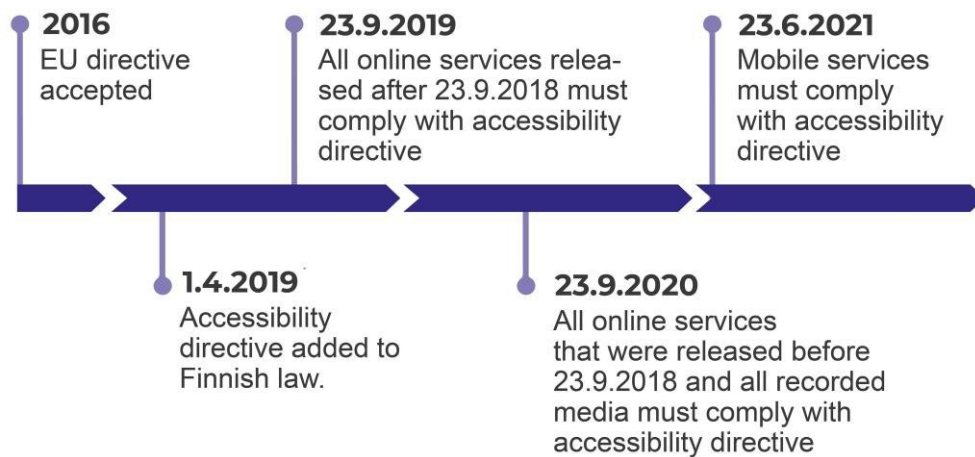 2016
EU directive
accepted
23.9.2019
All online services relea-
sed after 23.9.2018 must
comply with accessibility
directive
23.6.2021
Mobile services
must comply
with accessibility
directive
1.4.2019
Accessibility
directive added to
Finnish law.
23.9.2020
All online services
that were released before
23.9.2018 and all recorded
media must comply with
accessibility directive